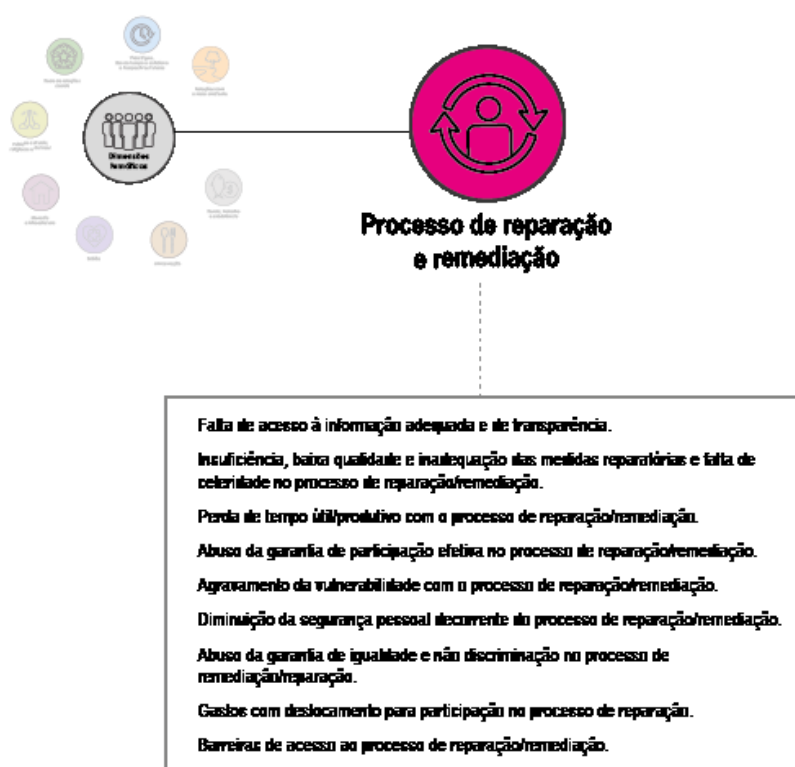 Dimensões
Temáticas
Processo de reparação
e remediação
Falta de acesso à informação adequada e de transparência.
Insuficiência, baixa qualidade e inadequação das medidas reparatórias e falta de
celeridade no processo de reparação/remediação.
Perda de tempo útil/produtivo com o processo de reparação/remediação.
Abuso da garantia de participação efetiva no processo de reparação/remediação.
Agravamento da vulnerabilidade com o processo de reparação/remediação.
Diminuição da segurança pessoal decorrente do processo de reparação/remediação.
Abuso da garantia de igualdade e não discriminação no processo de
remediação/reparação.
Gastos com deslocamento para participação no processo de reparação.
Barreiras de acesso ao processo de reparação/remediação.